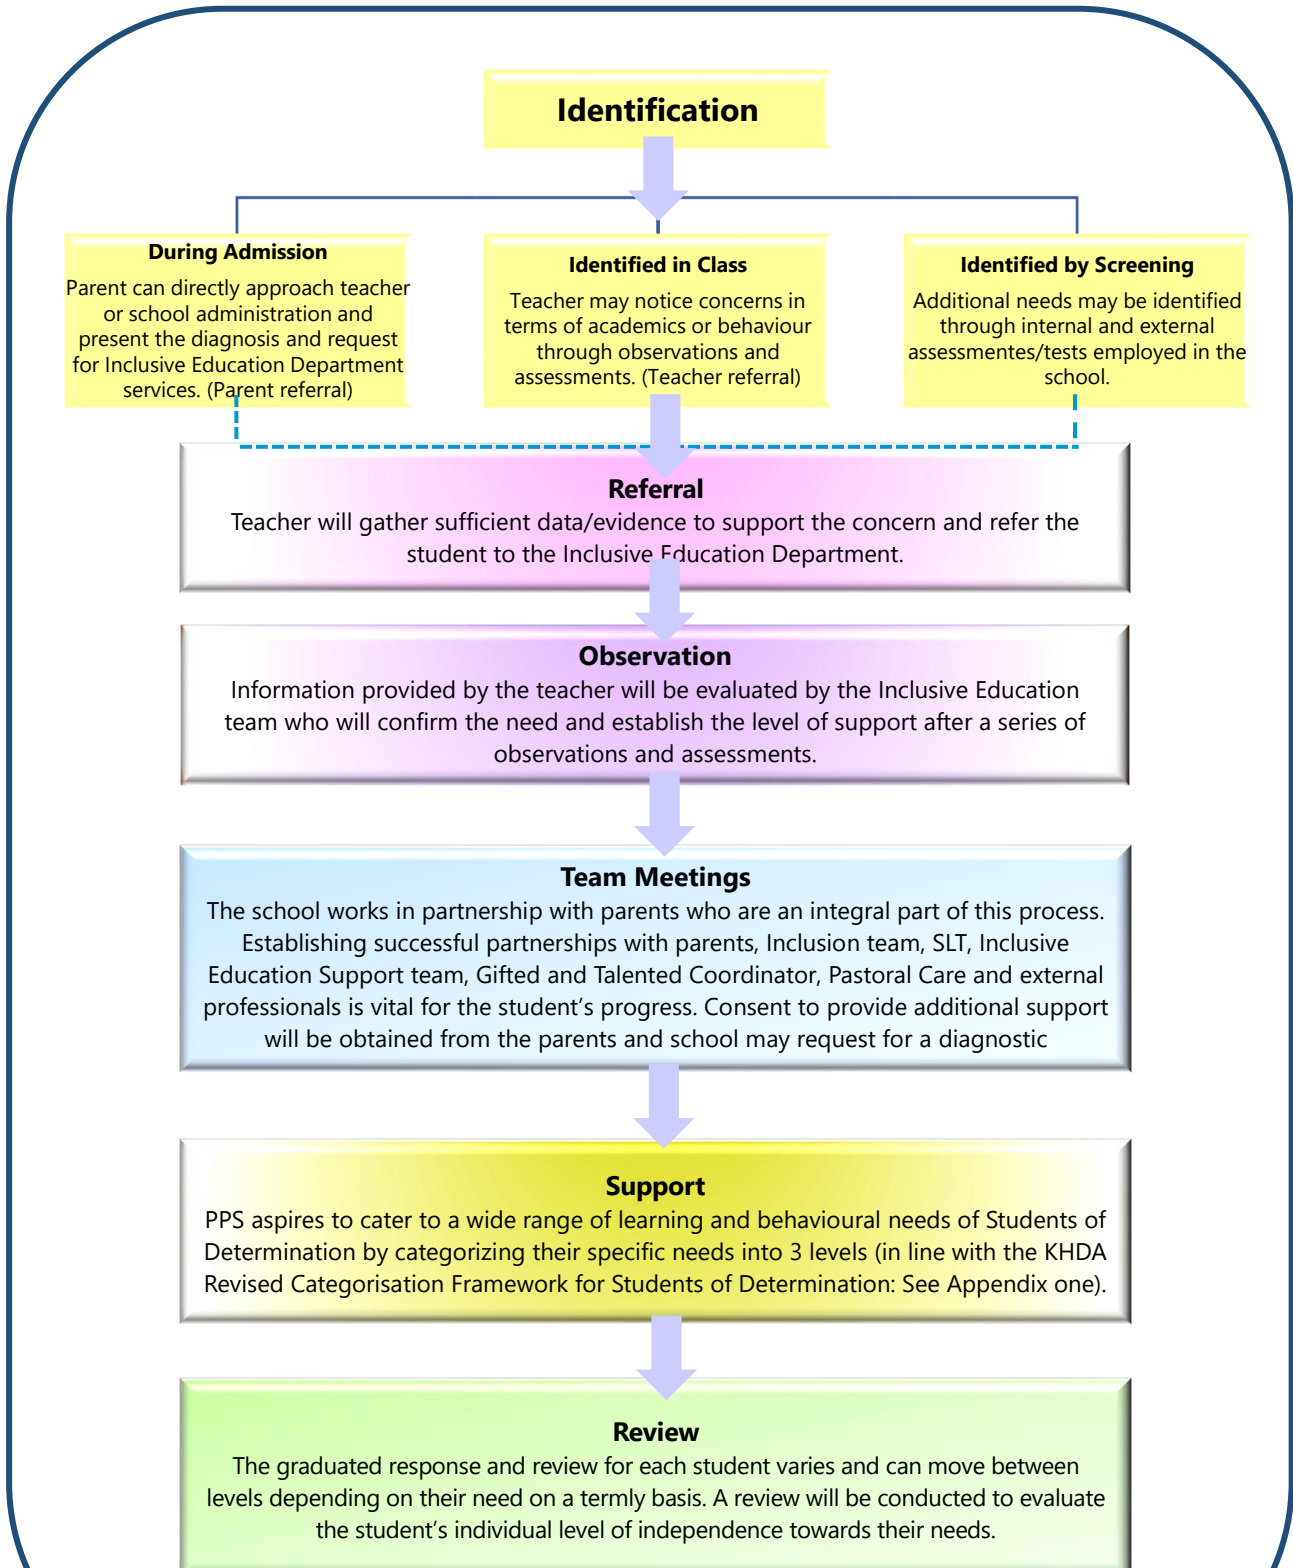 Identification
During Admission
Parent can directly approach teacher
or school administration and
present the diagnosis and request
for Inclusive Education Department
services. (Parent referral)
Identified in Class
Teacher may notice concerns in
terms of academics or behaviour
through observations and
assessments. (Teacher referral)
Identified by Screening
Additional needs may be identified
through internal and external
assessmentes/tests employed in the
school.
Referral
Teacher will gather sufficient data/evidence to support the concern and refer the
student to the Inclusive Education Department.
Observation
Information provided by the teacher will be evaluated by the Inclusive Education
team who will confirm the need and establish the level of support after a series of
observations and assessments.
Team Meetings
The school works in partnership with parents who are an integral part of this process.
Establishing successful partnerships with parents, Inclusion team, SLT, Inclusive
Education Support team, Gifted and Talented Coordinator, Pastoral Care and external
professionals is vital for the student's progress. Consent to provide additional support
will be obtained from the parents and school may request for a diagnostic
Support
PPS aspires to cater to a wide range of learning and behavioural needs of Students of
Determination by categorizing their specific needs into 3 levels (in line with the KHDA
Revised Categorisation Framework for Students of Determination: See Appendix one).
Review
The graduated response and review for each student varies and can move between
levels depending on their need on a termly basis. A review will be conducted to evaluate
the student's individual level of independence towards their needs.